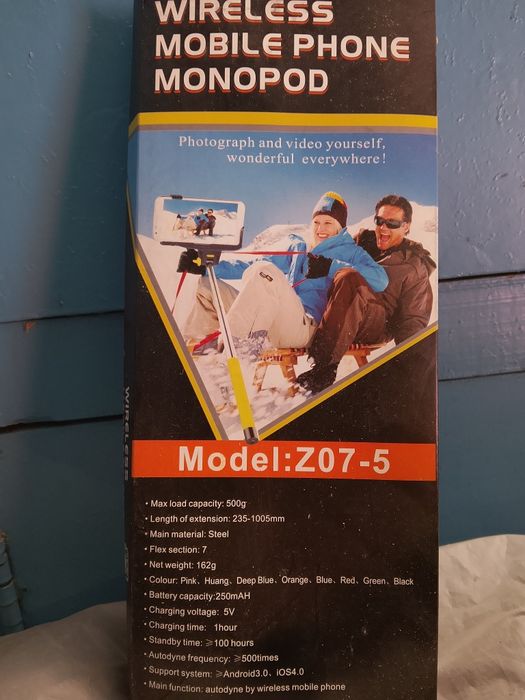 WIRELESS
MOBILE PHONE
MONOPOD
Photograph and video yourself,
wonderful everywhere!
Model:Z07-5
· Max load capacity: 500g
· Length of extension: 235-1005mm
· Main material: Steel
· Flex section: 7
· Net weight: 162g
· Colour: Pink、Huang、Deep Blue、Orange、Blue、Red、Green、Black
· Battery capacity:250mAH
· Charging voltage: 5V
· Charging time: 1hour
· Standby time: ≥100 hours
· Autodyne frequency: ≥500times
· Support system: ≥Android3.0、iOS4.0
· Main function: autodyne by wireless mobile phone
WIRELESS